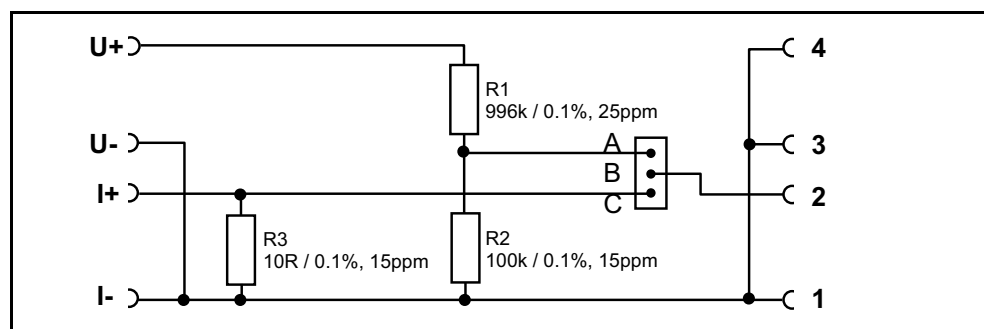 U+
4
R1
996k / 0.1%, 25ppm
U-
A
3
B
I+
2
C
R3
10R / 0.1%, 15ppm
R2
100k / 0.1%, 15ppm
I-
1